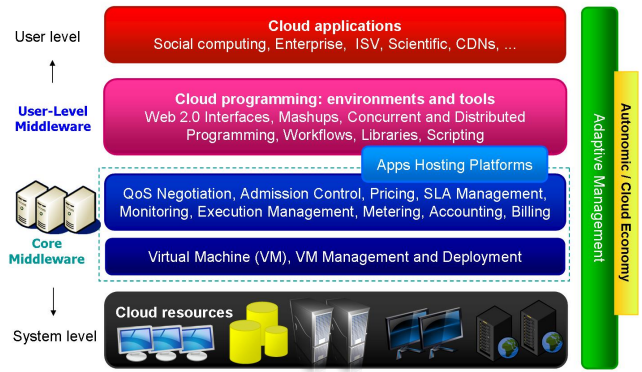 User level
Cloud applications
Social computing, Enterprise, ISV, Scientific, CDNs, ...
User-Level
Middleware
Cloud programming: environments and tools
Web 2.0 Interfaces, Mashups, Concurrent and Distributed
Programming, Workflows, Libraries, Scripting
Apps Hosting Platforms
QoS Negotiation, Admission Control, Pricing, SLA Management,
Monitoring, Execution Management, Metering, Accounting, Billing
Core
Middleware
Virtual Machine (VM), VM Management and Deployment
Cloud resources
System level
Adaptive Management
Autonomic / Cloud Economy